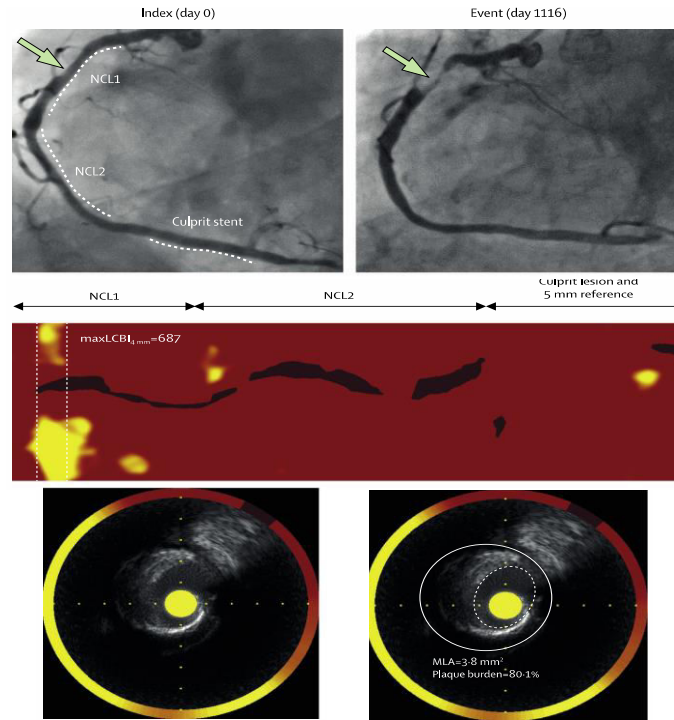 Index (day 0)
Event (day 1116)
NCL1
NCL2
Culprit stent
NCL1
NCL2
Culprit lesion and
5 mm reference
maxLCBI4 mm=687
MLA=3·8 mm²
Plaque burden=80·1%